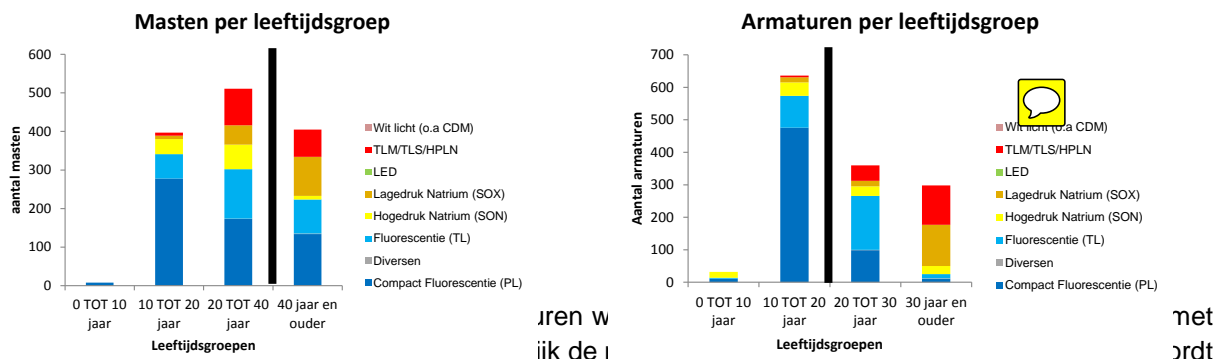 Masten per leeftijdsgroep
600
500
400
300
200
100
0
aantal masten
0 TOT 10 jaar
10 TOT 20 jaar
20 TOT 40 jaar
40 jaar en ouder
Leeftijdsgroepen
Wit licht (o.a CDM)
TLM/TLS/HPLN
LED
Lagedruk Natrium (SOX)
Hogedruk Natrium (SON)
Fluorescentie (TL)
Diversen
Compact Fluorescentie (PL)
Armaturen per leeftijdsgroep
700
600
500
400
300
200
100
0
Aantal armaturen
0 TOT 10 jaar
10 TOT 20 jaar
20 TOT 30 jaar
30 jaar en ouder
Leeftijdsgroepen
Wit licht (o.a CDM)
TLM/TLS/HPLN
LED
Lagedruk Natrium (SOX)
Hogedruk Natrium (SON)
Fluorescentie (TL)
Diversen
Compact Fluorescentie (PL)
uren w met
de